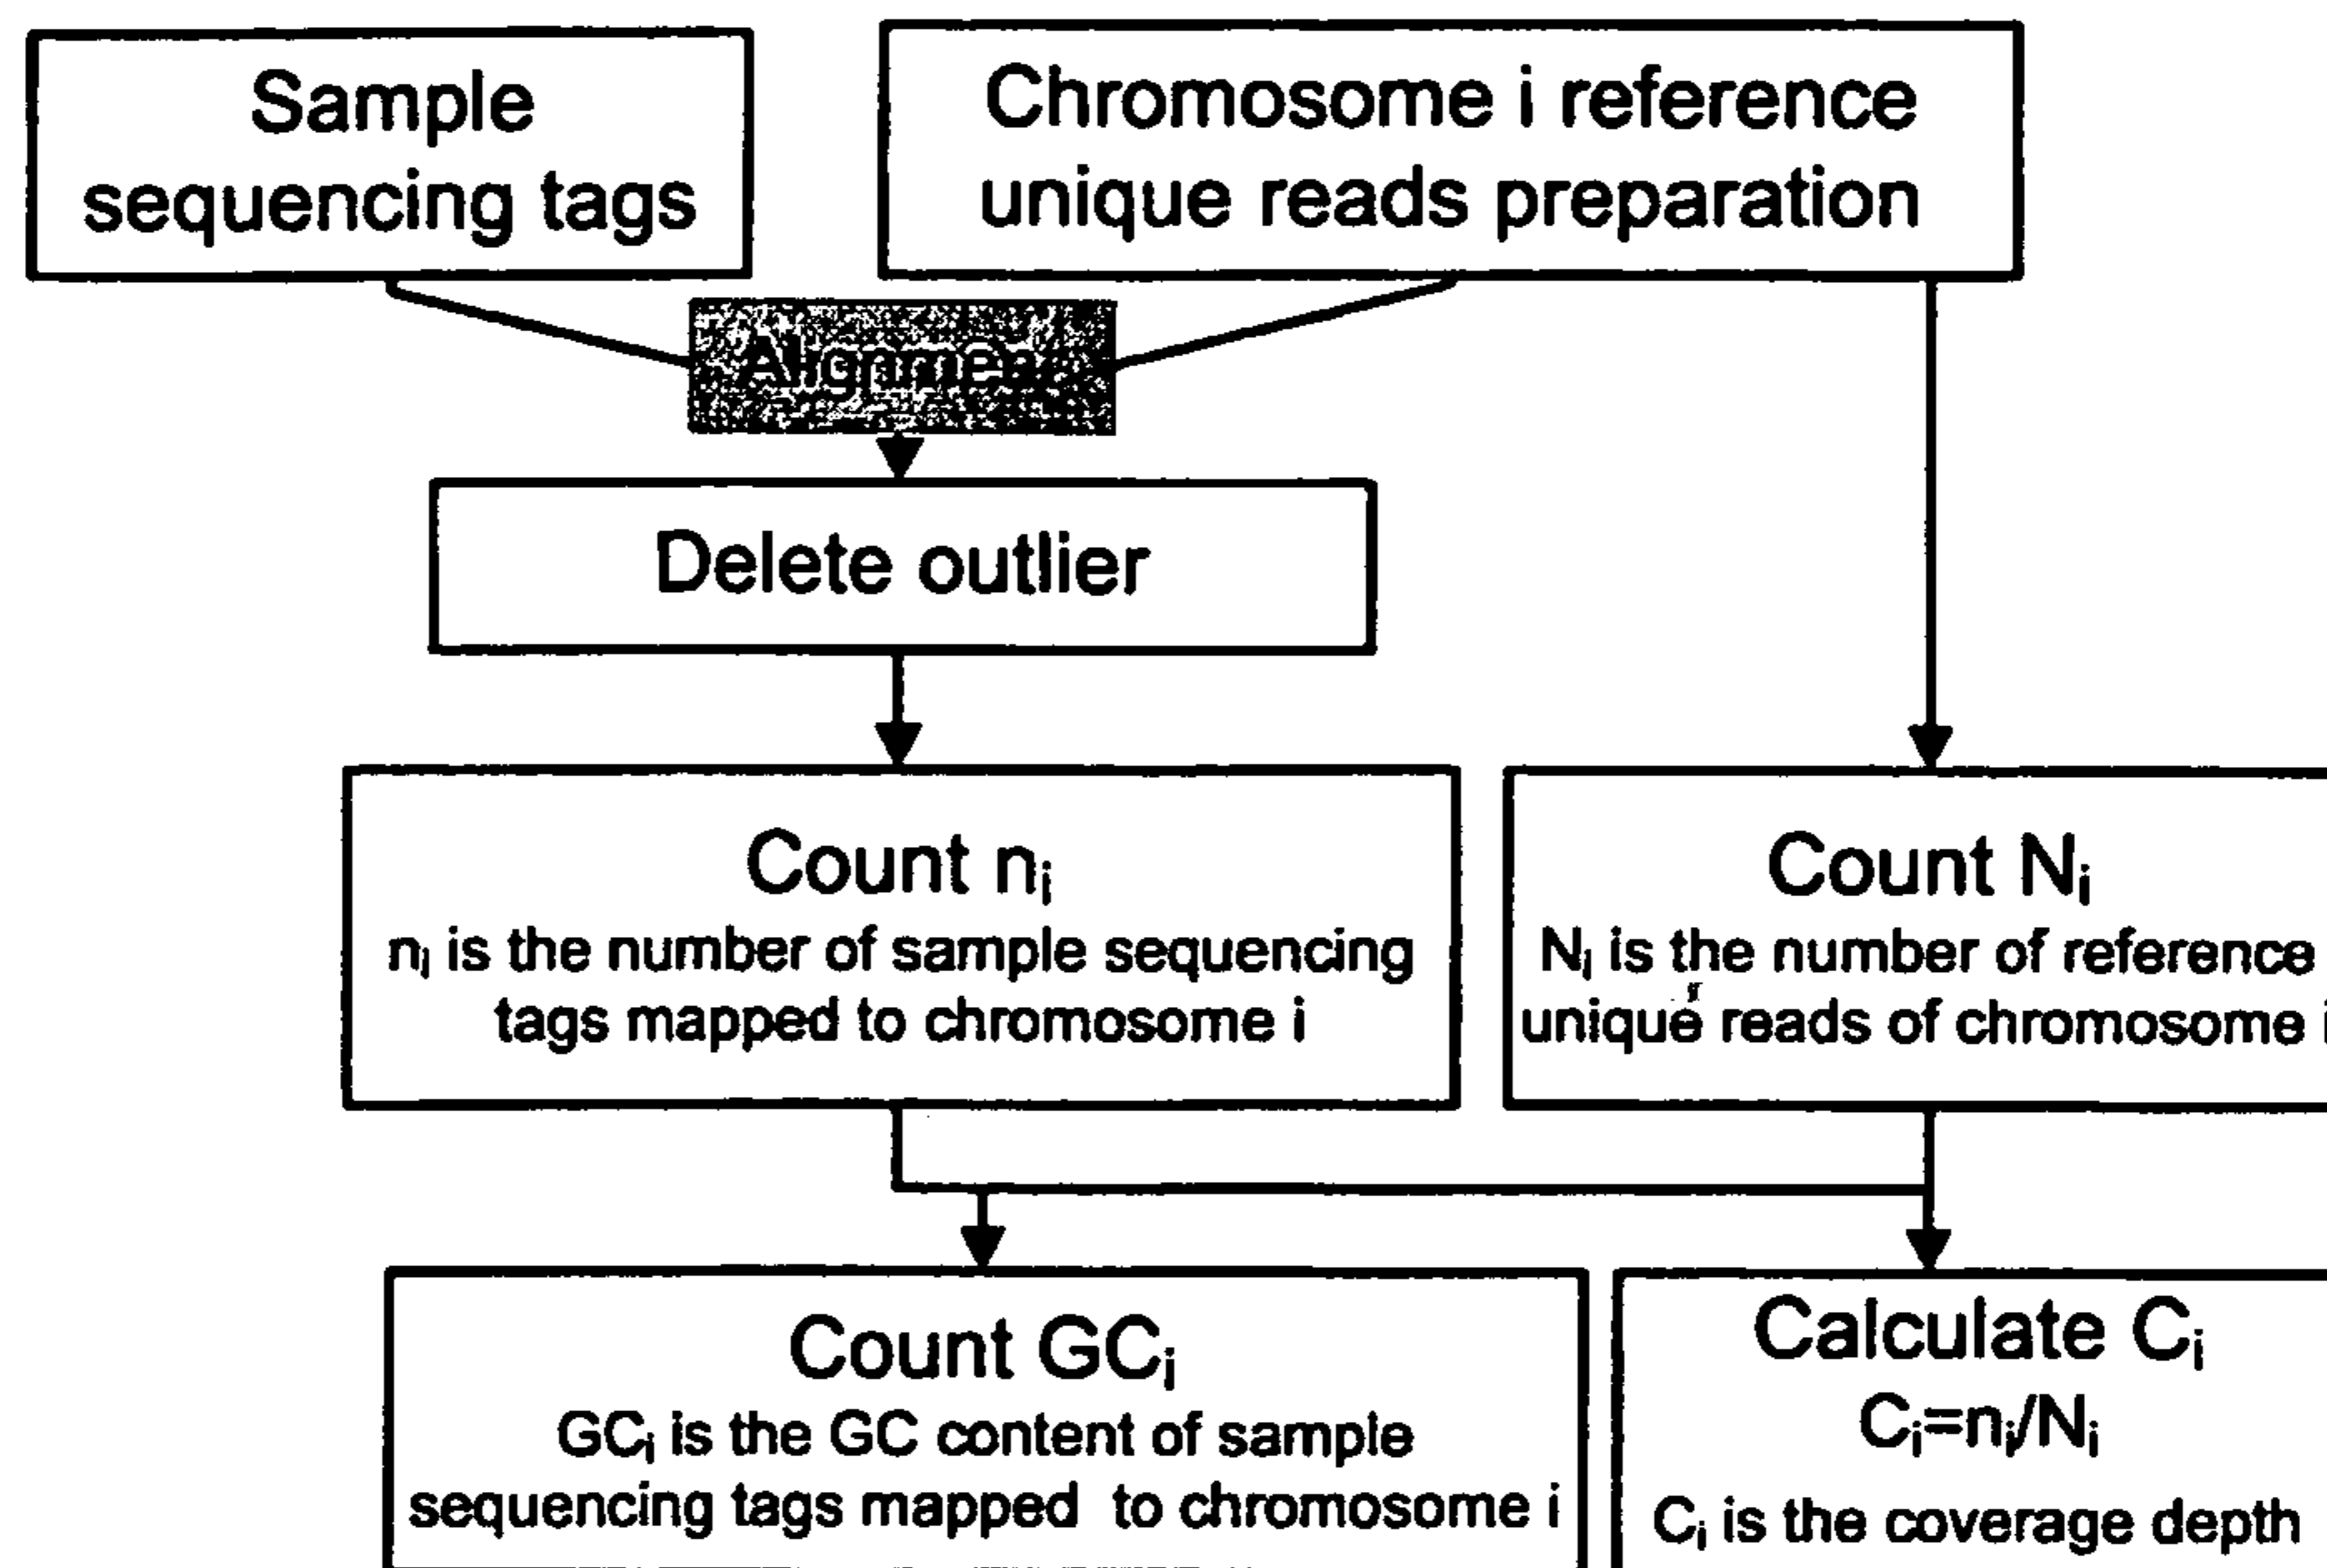 Sample
sequencing tags
Chromosome i reference
unique reads preparation
Alignment
Delete outlier
Count nᵢ
nᵢ is the number of sample sequencing
tags mapped to chromosome i
Count Nᵢ
Nᵢ is the number of reference
unique reads of chromosome i
Count GCᵢ
GCᵢ is the GC content of sample
sequencing tags mapped to chromosome i
Calculate Cᵢ
Cᵢ=nᵢ/Nᵢ
Cᵢ is the coverage depth